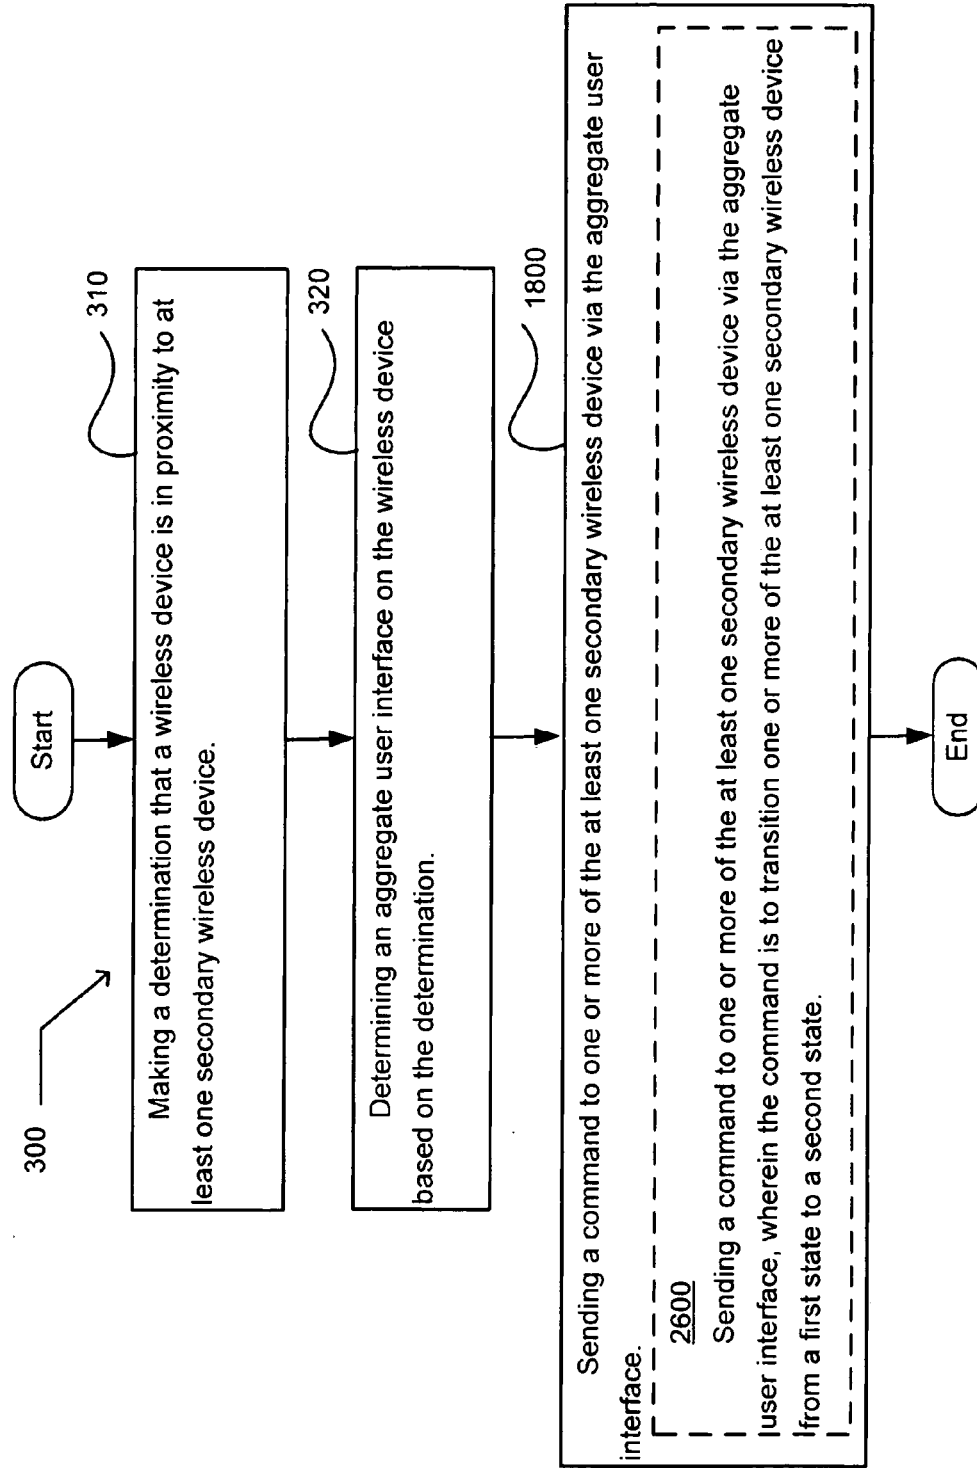 300
Start
310
Making a determination that a wireless device is in proximity to at
least one secondary wireless device.
320
Determining an aggregate user interface on the wireless device
based on the determination.
1800
Sending a command to one or more of the at least one secondary wireless device via the aggregate user
interface.
2600
Sending a command to one or more of the at least one secondary wireless device via the aggregate
user interface, wherein the command is to transition one or more of the at least one secondary wireless device
from a first state to a second state.
End